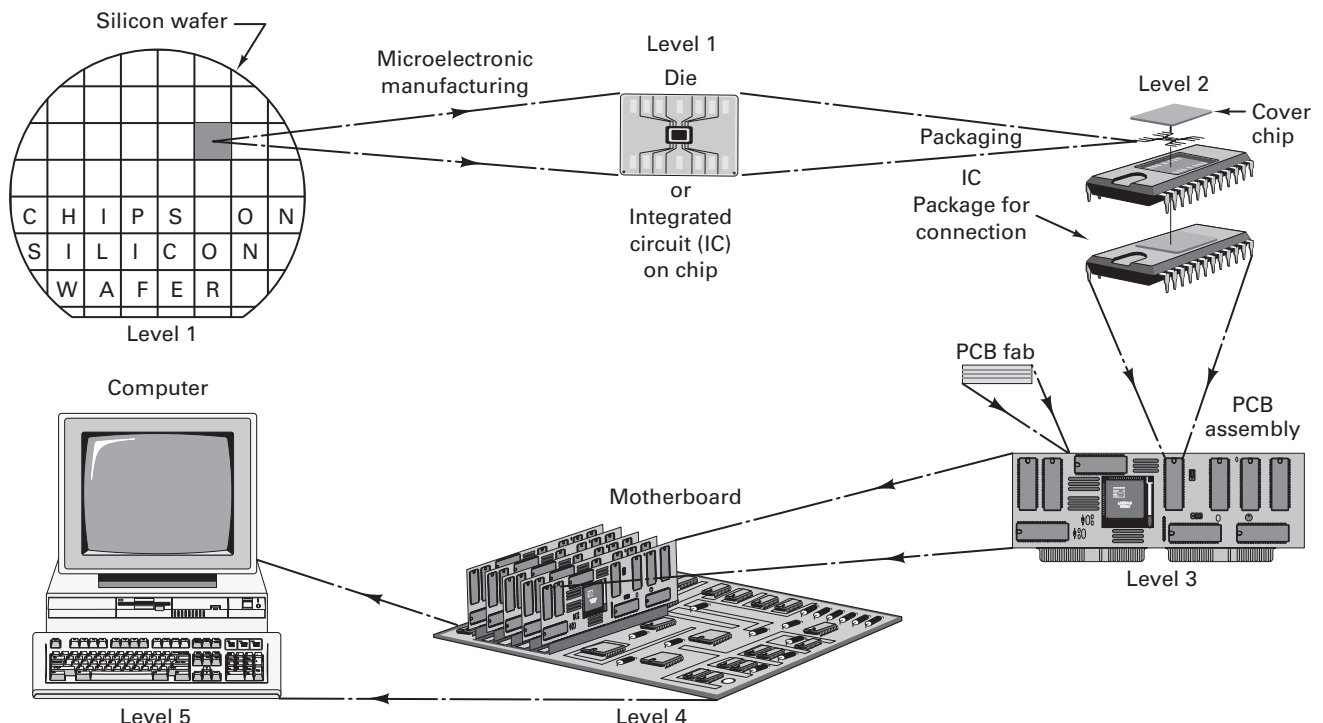 Silicon wafer
Microelectronic
manufacturing
Level 1
Die
or
Integrated
circuit (IC)
on chip
Packaging
Level 2
Cover
chip
IC
Package for
connection
C H I P S O N
S I L I C O N
W A F E R
Level 1
PCB fab
PCB
assembly
Level 3
Computer
Motherboard
Level 5
Level 4